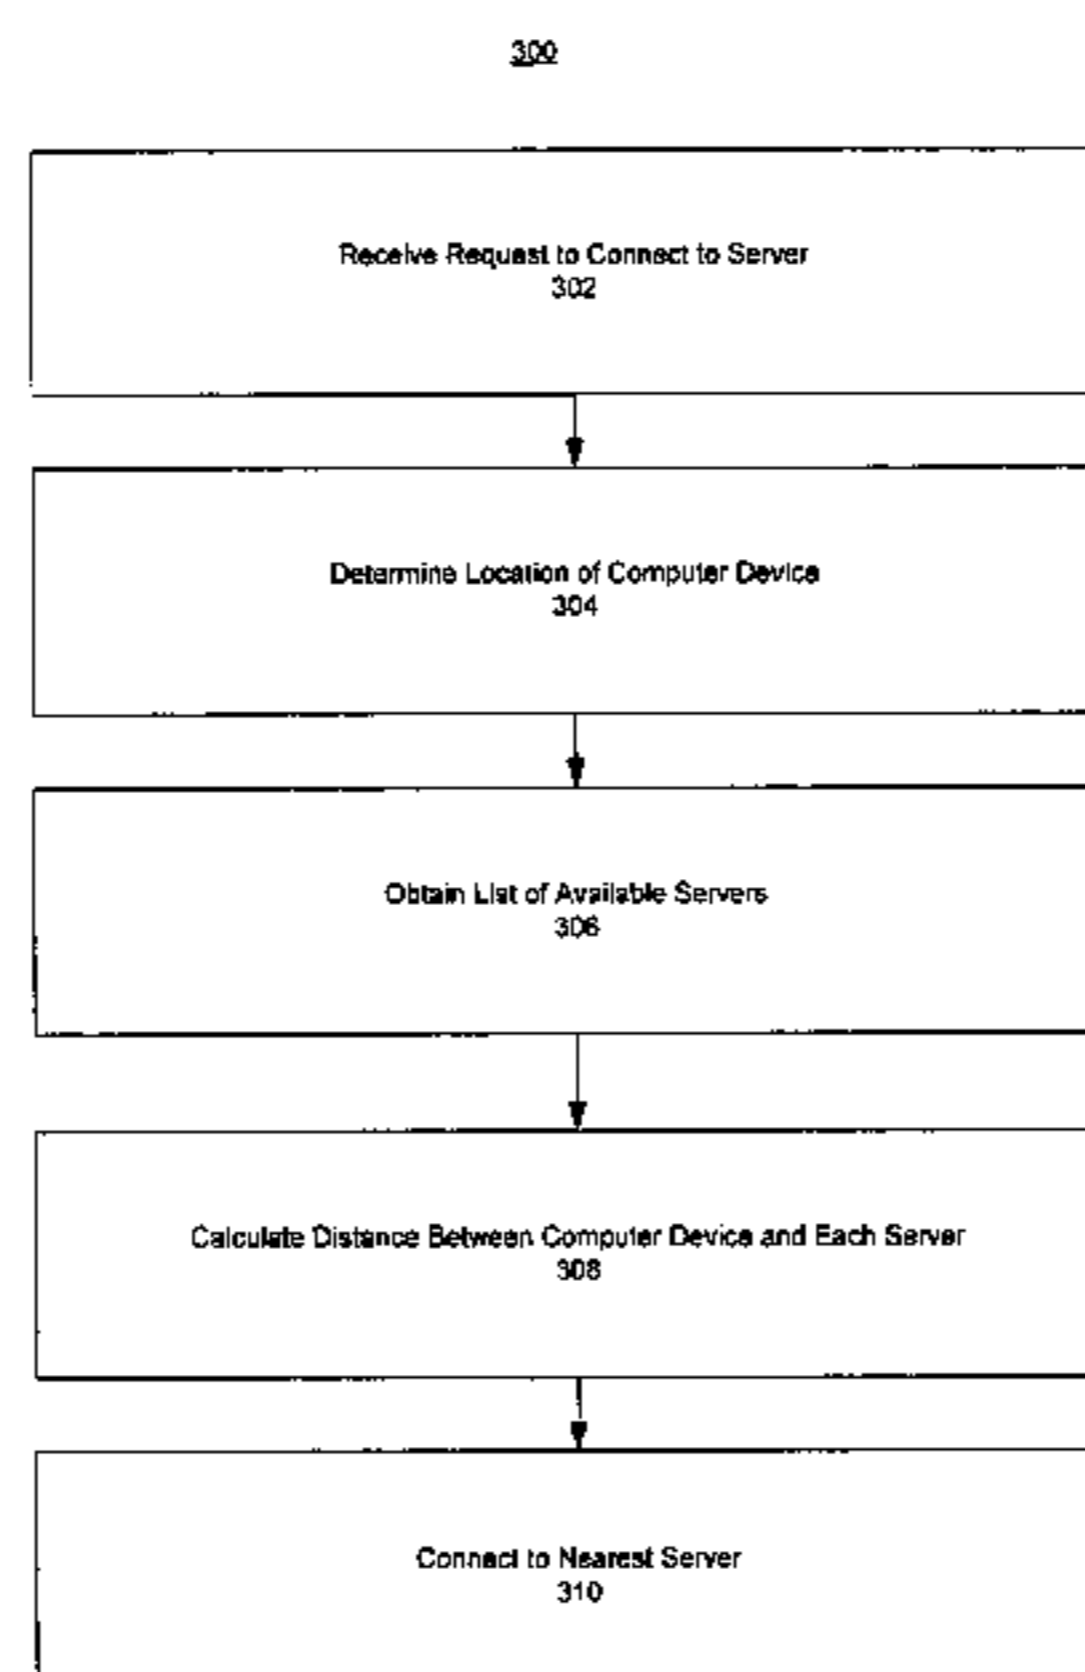 300
Receive Request to Connect to Server
302
Determine Location of Computer Device
304
Obtain List of Available Servers
306
Calculate Distance Between Computer Device and Each Server
308
Connect to Nearest Server
310